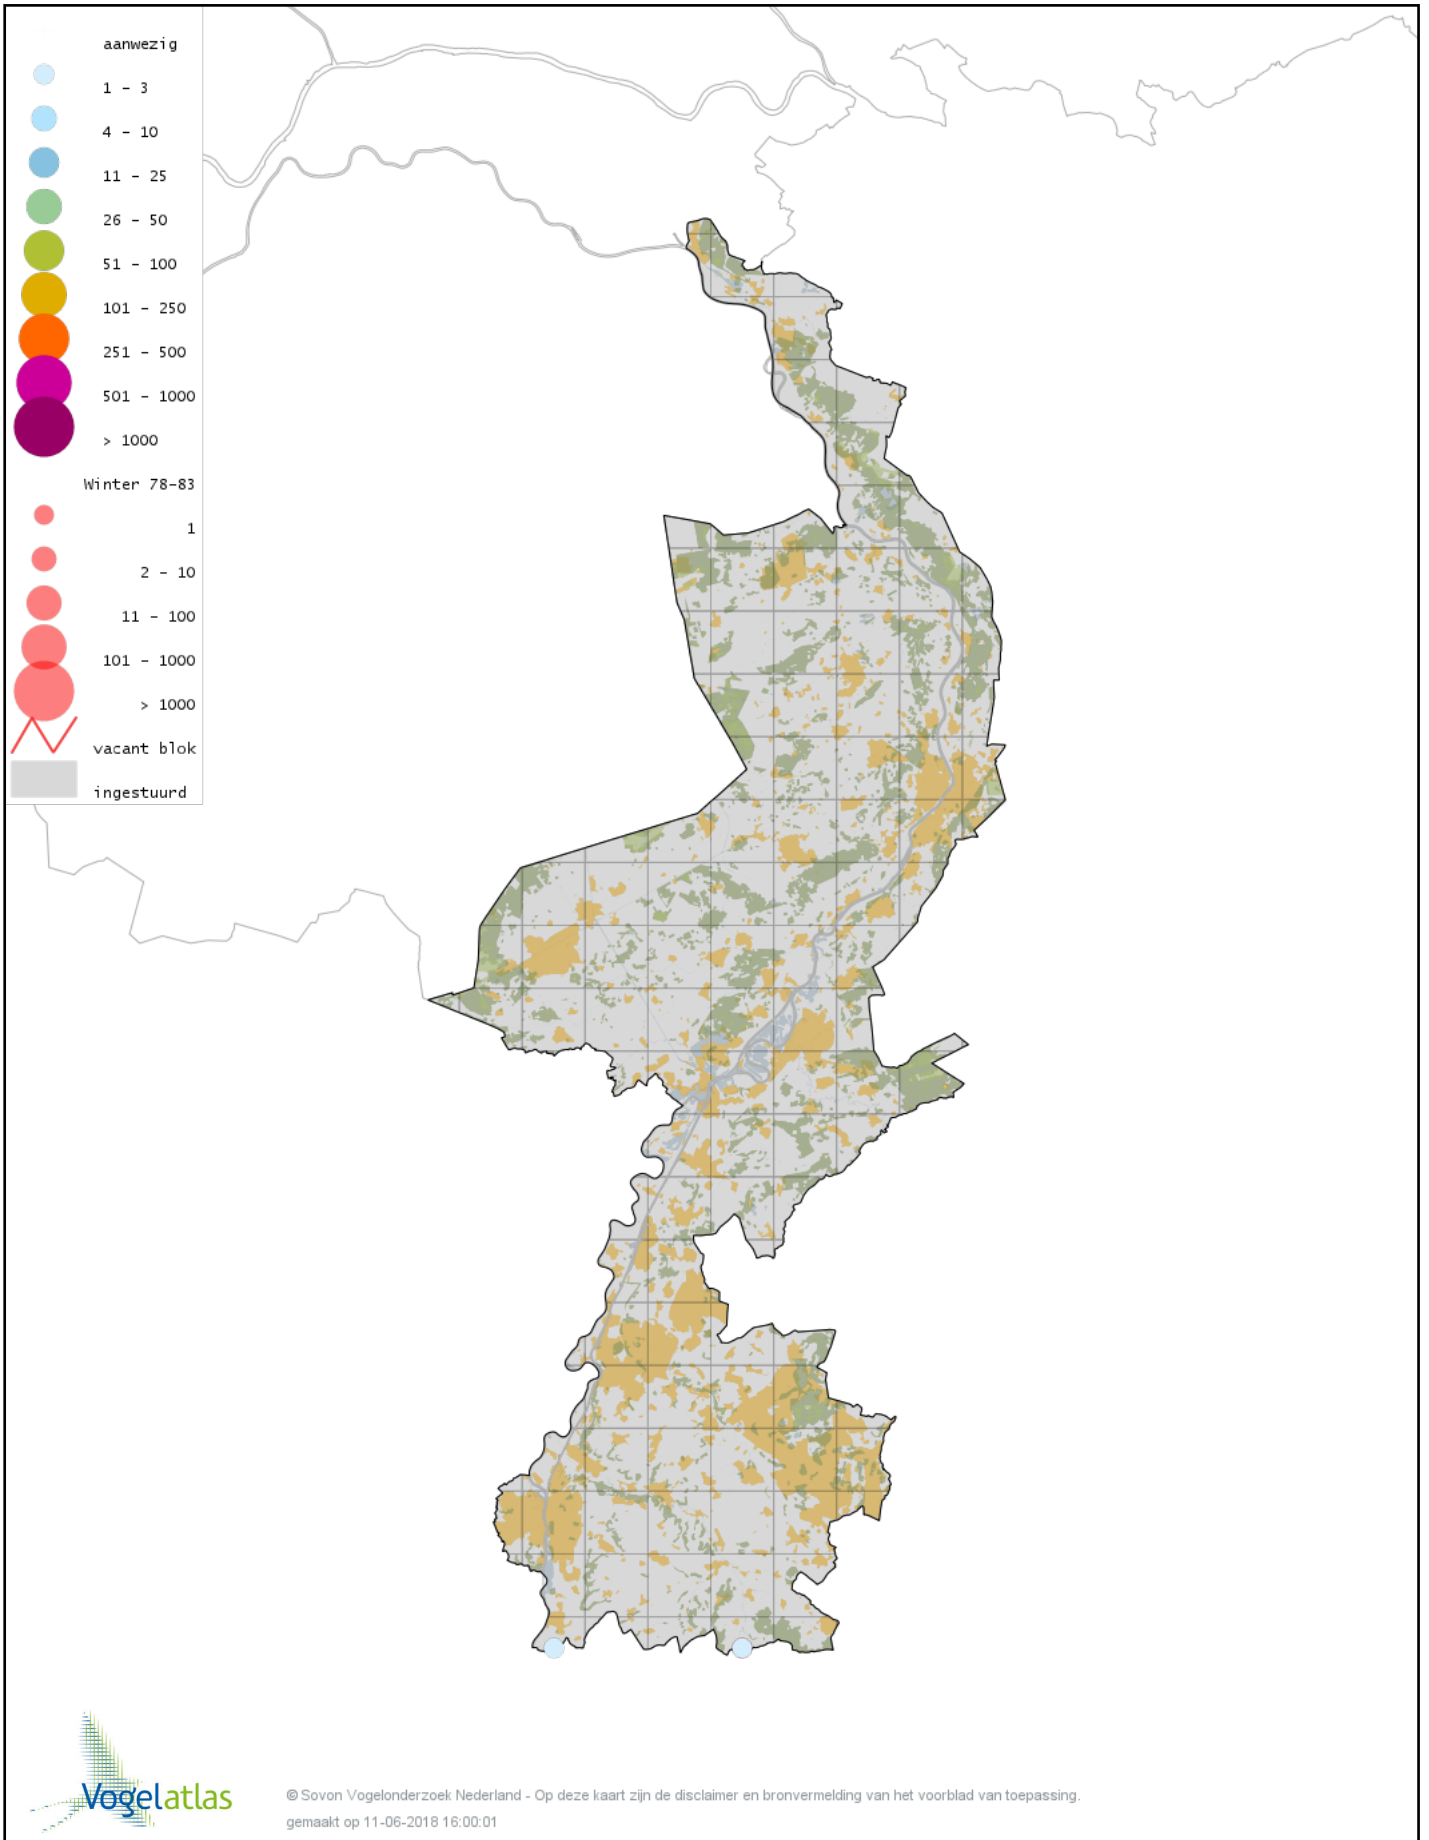 aanwezig
1 - 3
4 - 10
11 - 25
26 - 50
51 - 100
101 - 250
251 - 500
501 - 1000
> 1000
Winter 78-83
1
2 - 10
11 - 100
101 - 1000
> 1000
vacant blok
ingestuurd
Vogelatlas
© Sovon Vogelonderzoek Nederland - Op deze kaart zijn de disclaimer en bronvermelding van het voorblad van toepassing.
gemaakt op 11-06-2018 16:00:01